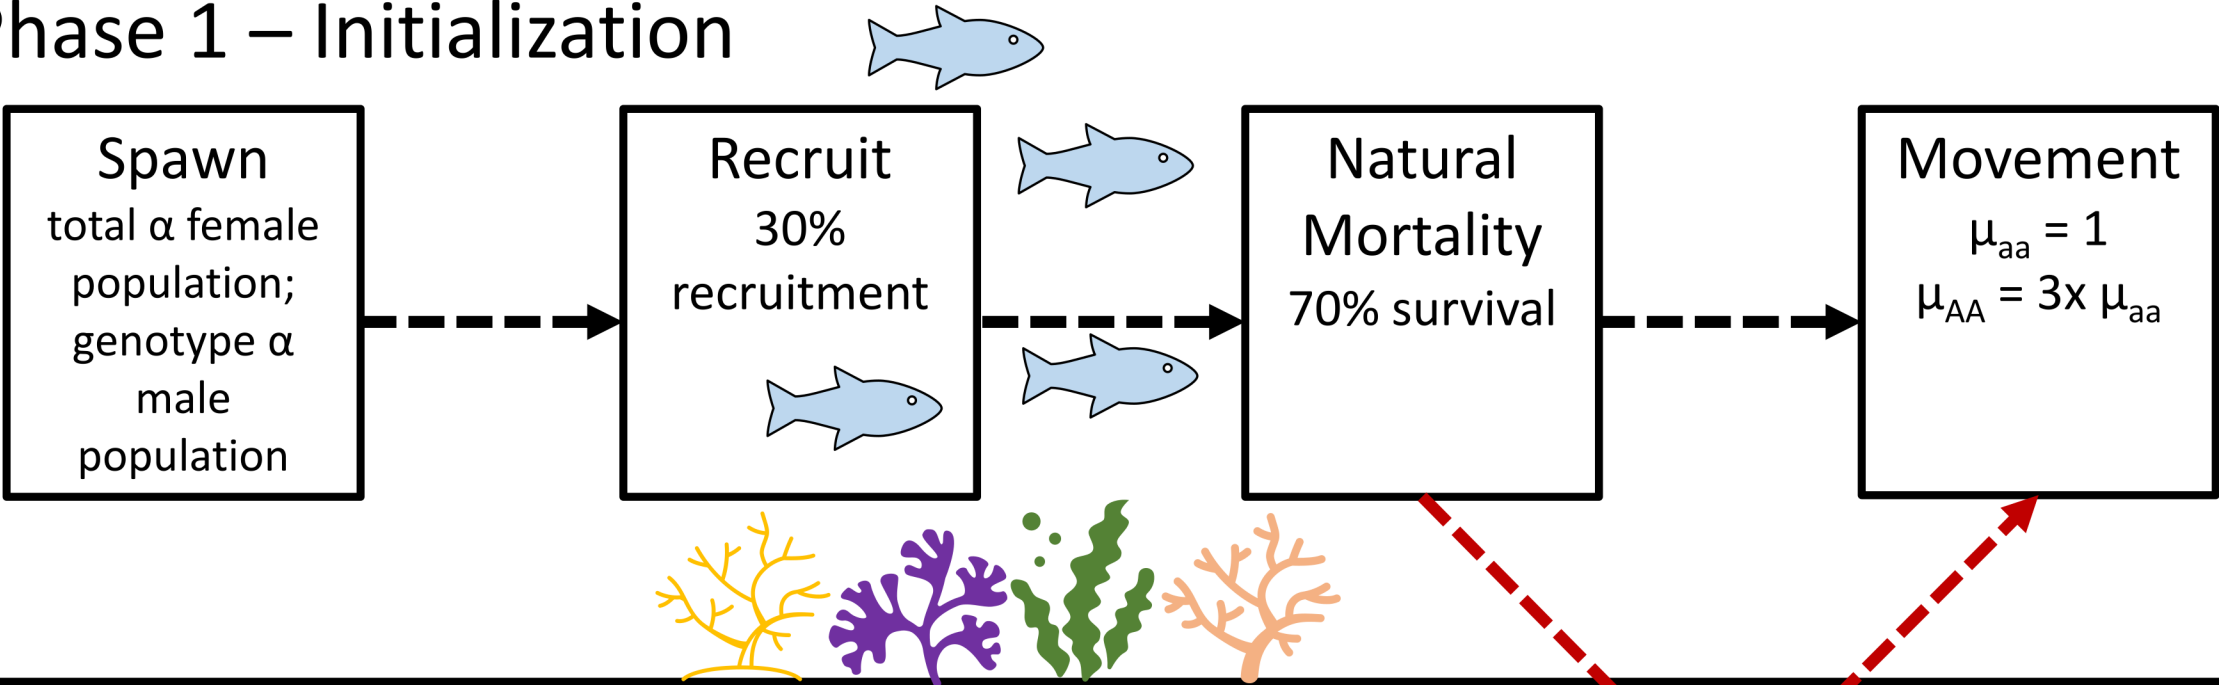 Phase 1 – Initialization
Spawn
total α female
population;
genotype α
male
population
Recruit
30%
recruitment
Natural
Mortality
70% survival
Movement
μaa = 1
μAA = 3x μaa